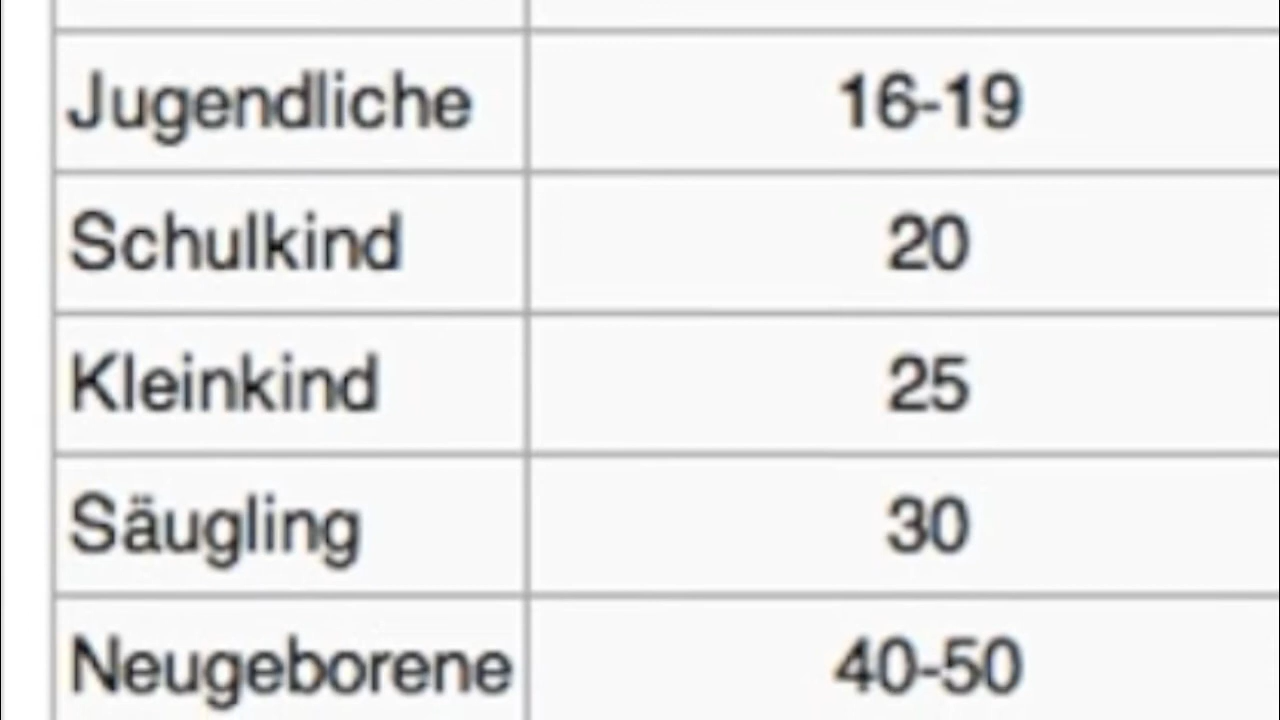 Jugendliche 16-19
Schulkind 20
Kleinkind 25
Säugling 30
Neugeborene 40-50